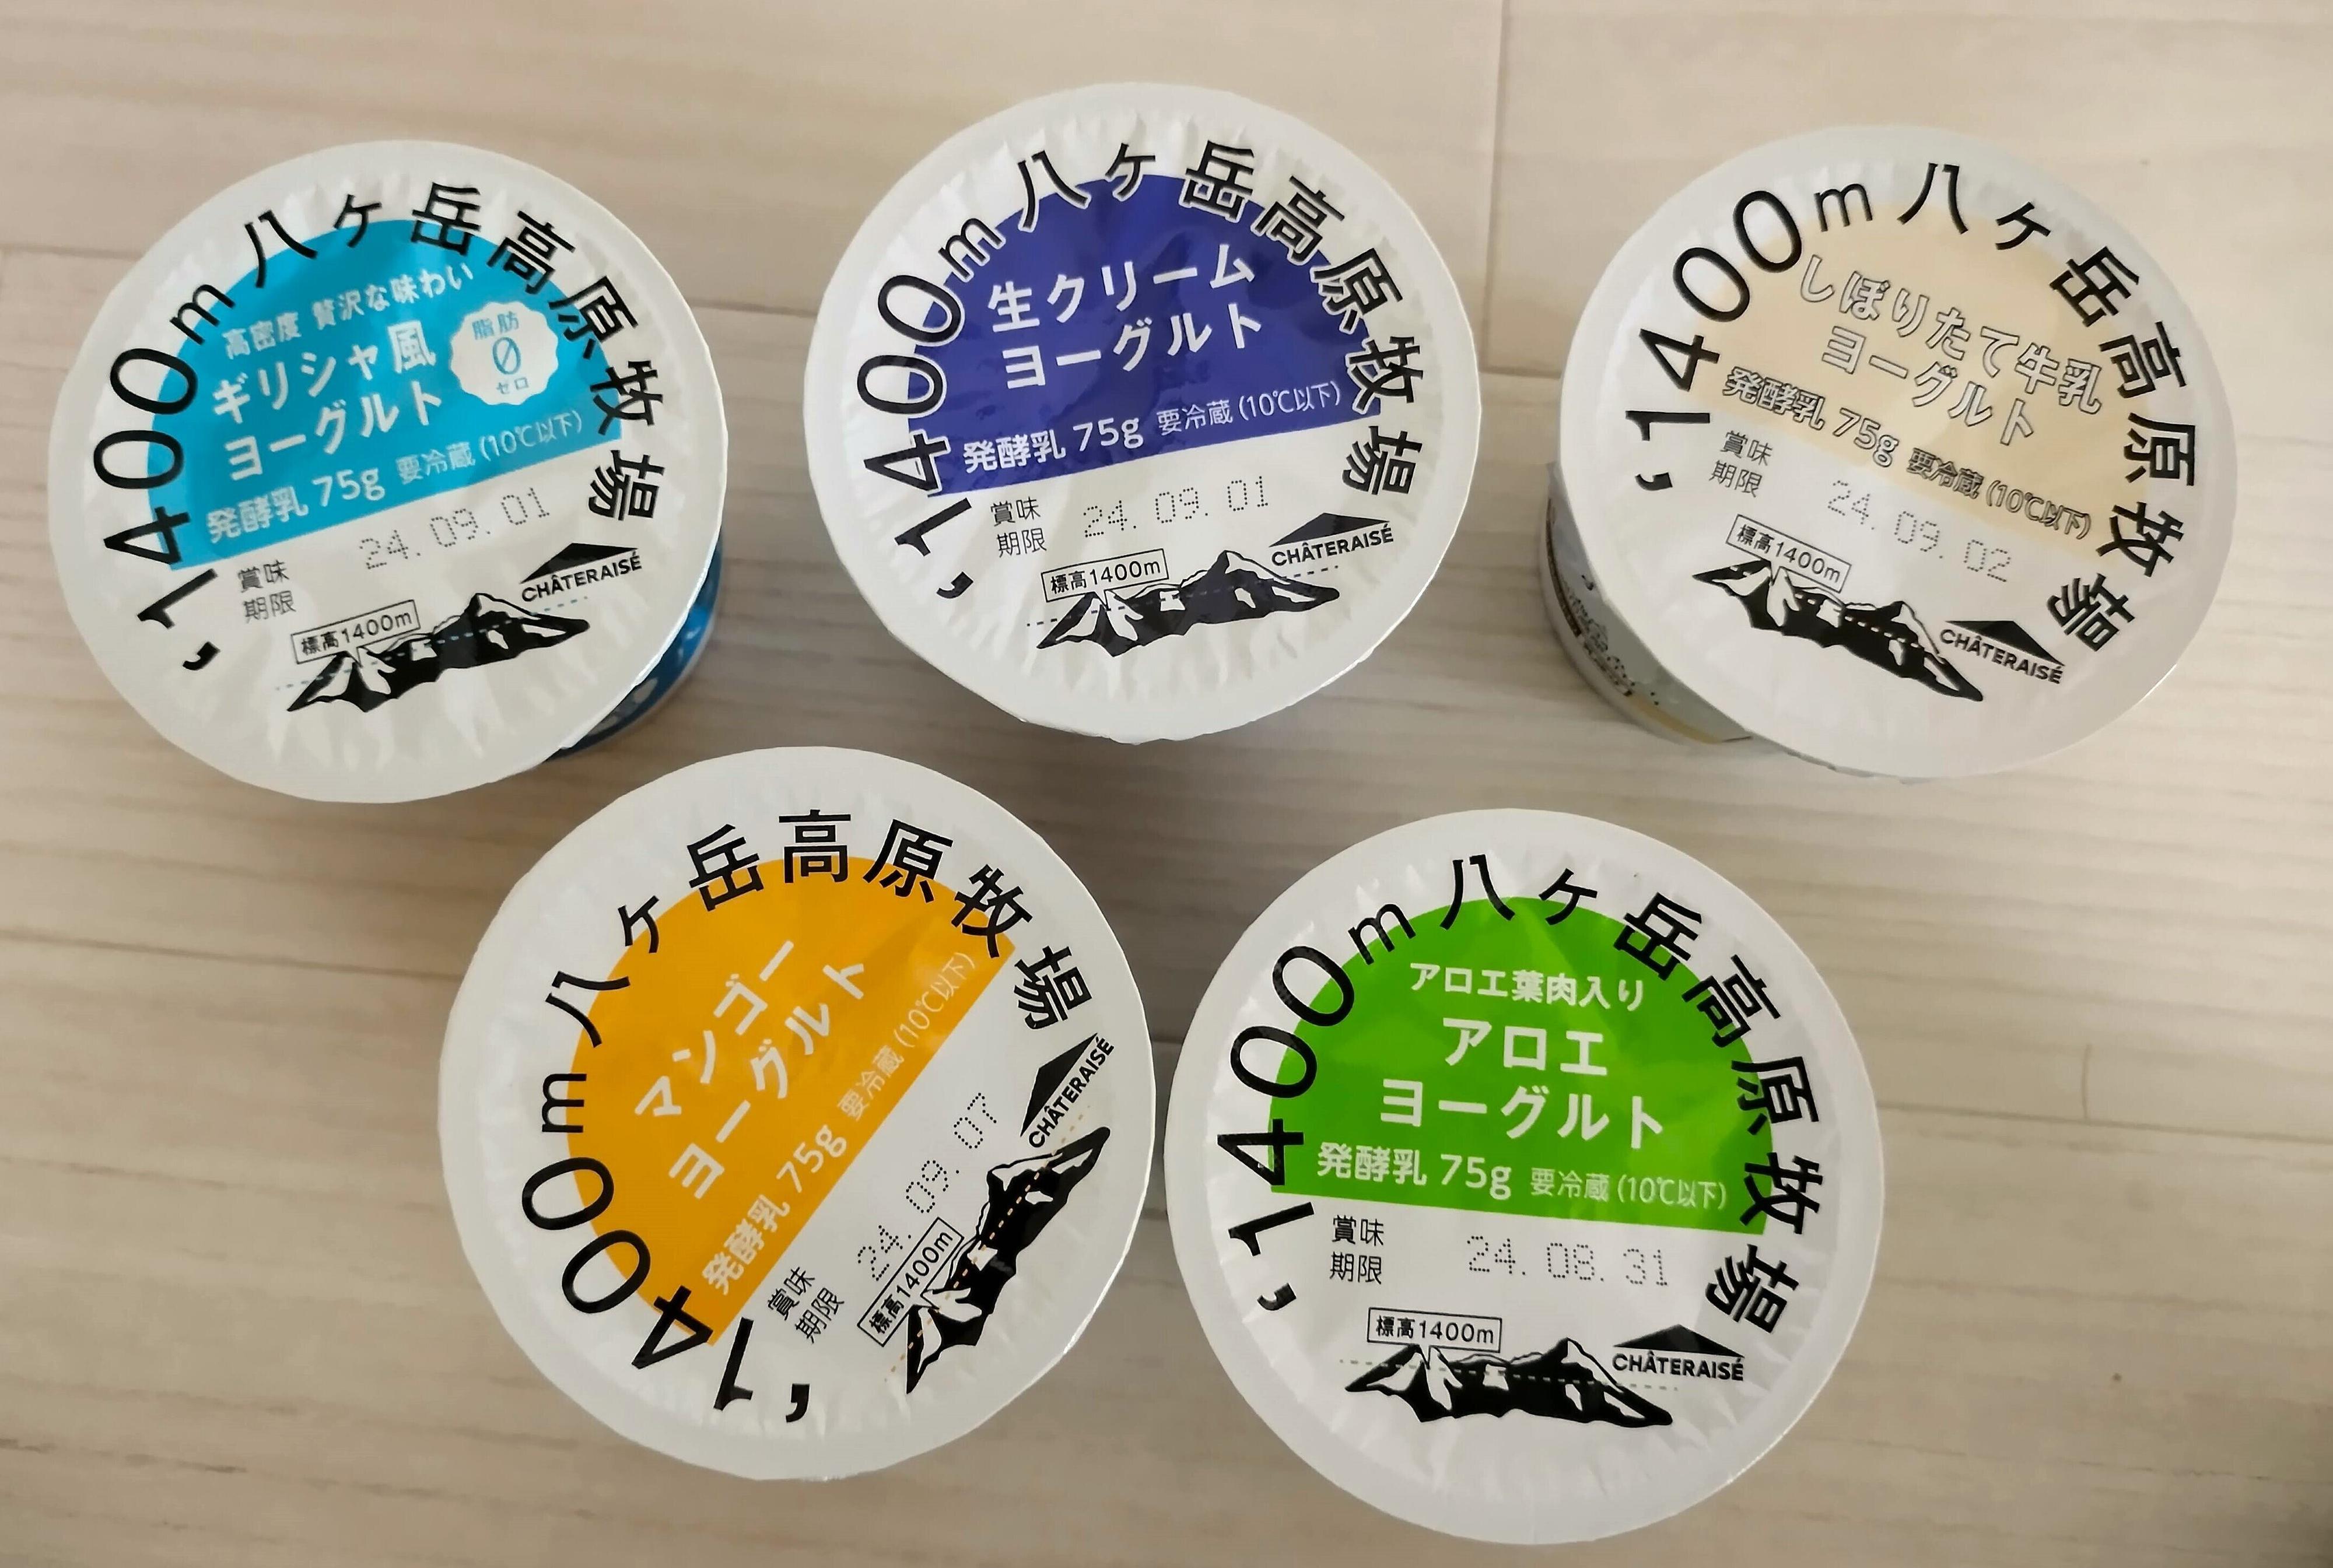 '1400m八ヶ岳高原牧場
高密度 贅沢な味わい
ギリシャ風
ヨーグルト
脂肪
0
ゼロ
発酵乳 75g 要冷蔵(10℃以下)
賞味
期限
24.09.01
標高1400m
CHÂTERAISÉ
'1400m八ヶ岳高原牧場
生クリーム
ヨーグルト
発酵乳 75g 要冷蔵(10℃以下)
賞味
期限
24.09.01
標高1400m
CHÂTERAISÉ
'1400m八ヶ岳高原牧場
しぼりたて牛乳
ヨーグルト
発酵乳 75g 要冷蔵(10℃以下)
賞味
期限
24.09.02
標高1400m
CHÂTERAISÉ
'1400m八ヶ岳高原牧場
マンゴー
ヨーグルト
発酵乳 75g 要冷蔵(10℃以下)
賞味
期限
24.09.07
標高1400m
CHÂTERAISÉ
'1400m八ヶ岳高原牧場
アロエ葉肉入り
アロエ
ヨーグルト
発酵乳 75g 要冷蔵(10℃以下)
賞味
期限
24.08.31
標高1400m
CHÂTERAISÉ